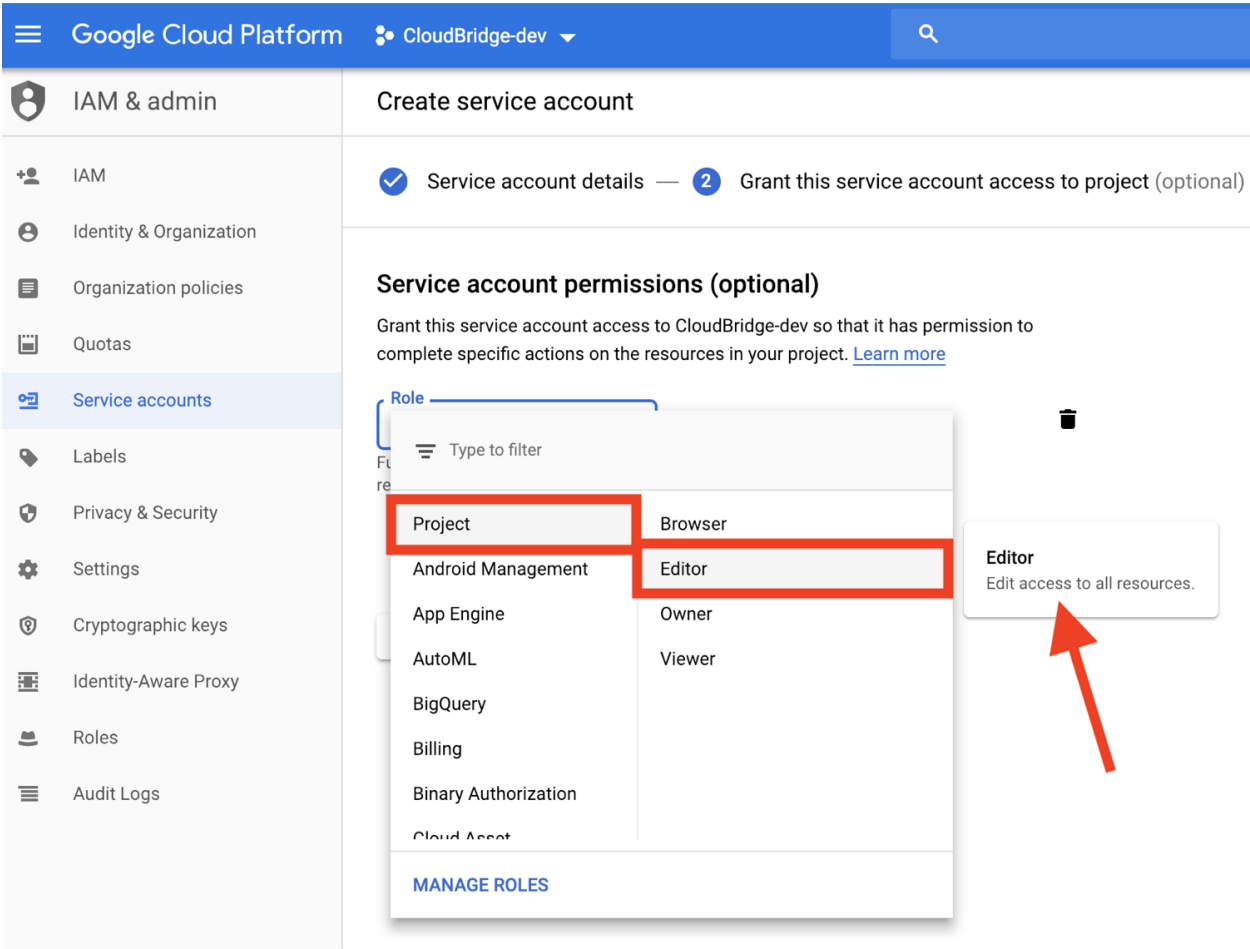 Google Cloud Platform
CloudBridge-dev
IAM & admin
Create service account
IAM
Identity & Organization
Organization policies
Quotas
Service accounts
Labels
Privacy & Security
Settings
Cryptographic keys
Identity-Aware Proxy
Roles
Audit Logs
Service account details — 2 Grant this service account access to project (optional)
Service account permissions (optional)
Grant this service account access to CloudBridge-dev so that it has permission to
complete specific actions on the resources in your project. Learn more
Role
Type to filter
Fu
re
Project
Android Management
App Engine
AutoML
BigQuery
Billing
Binary Authorization
Cloud Asset
Browser
Editor
Owner
Viewer
MANAGE ROLES
Editor
Edit access to all resources.